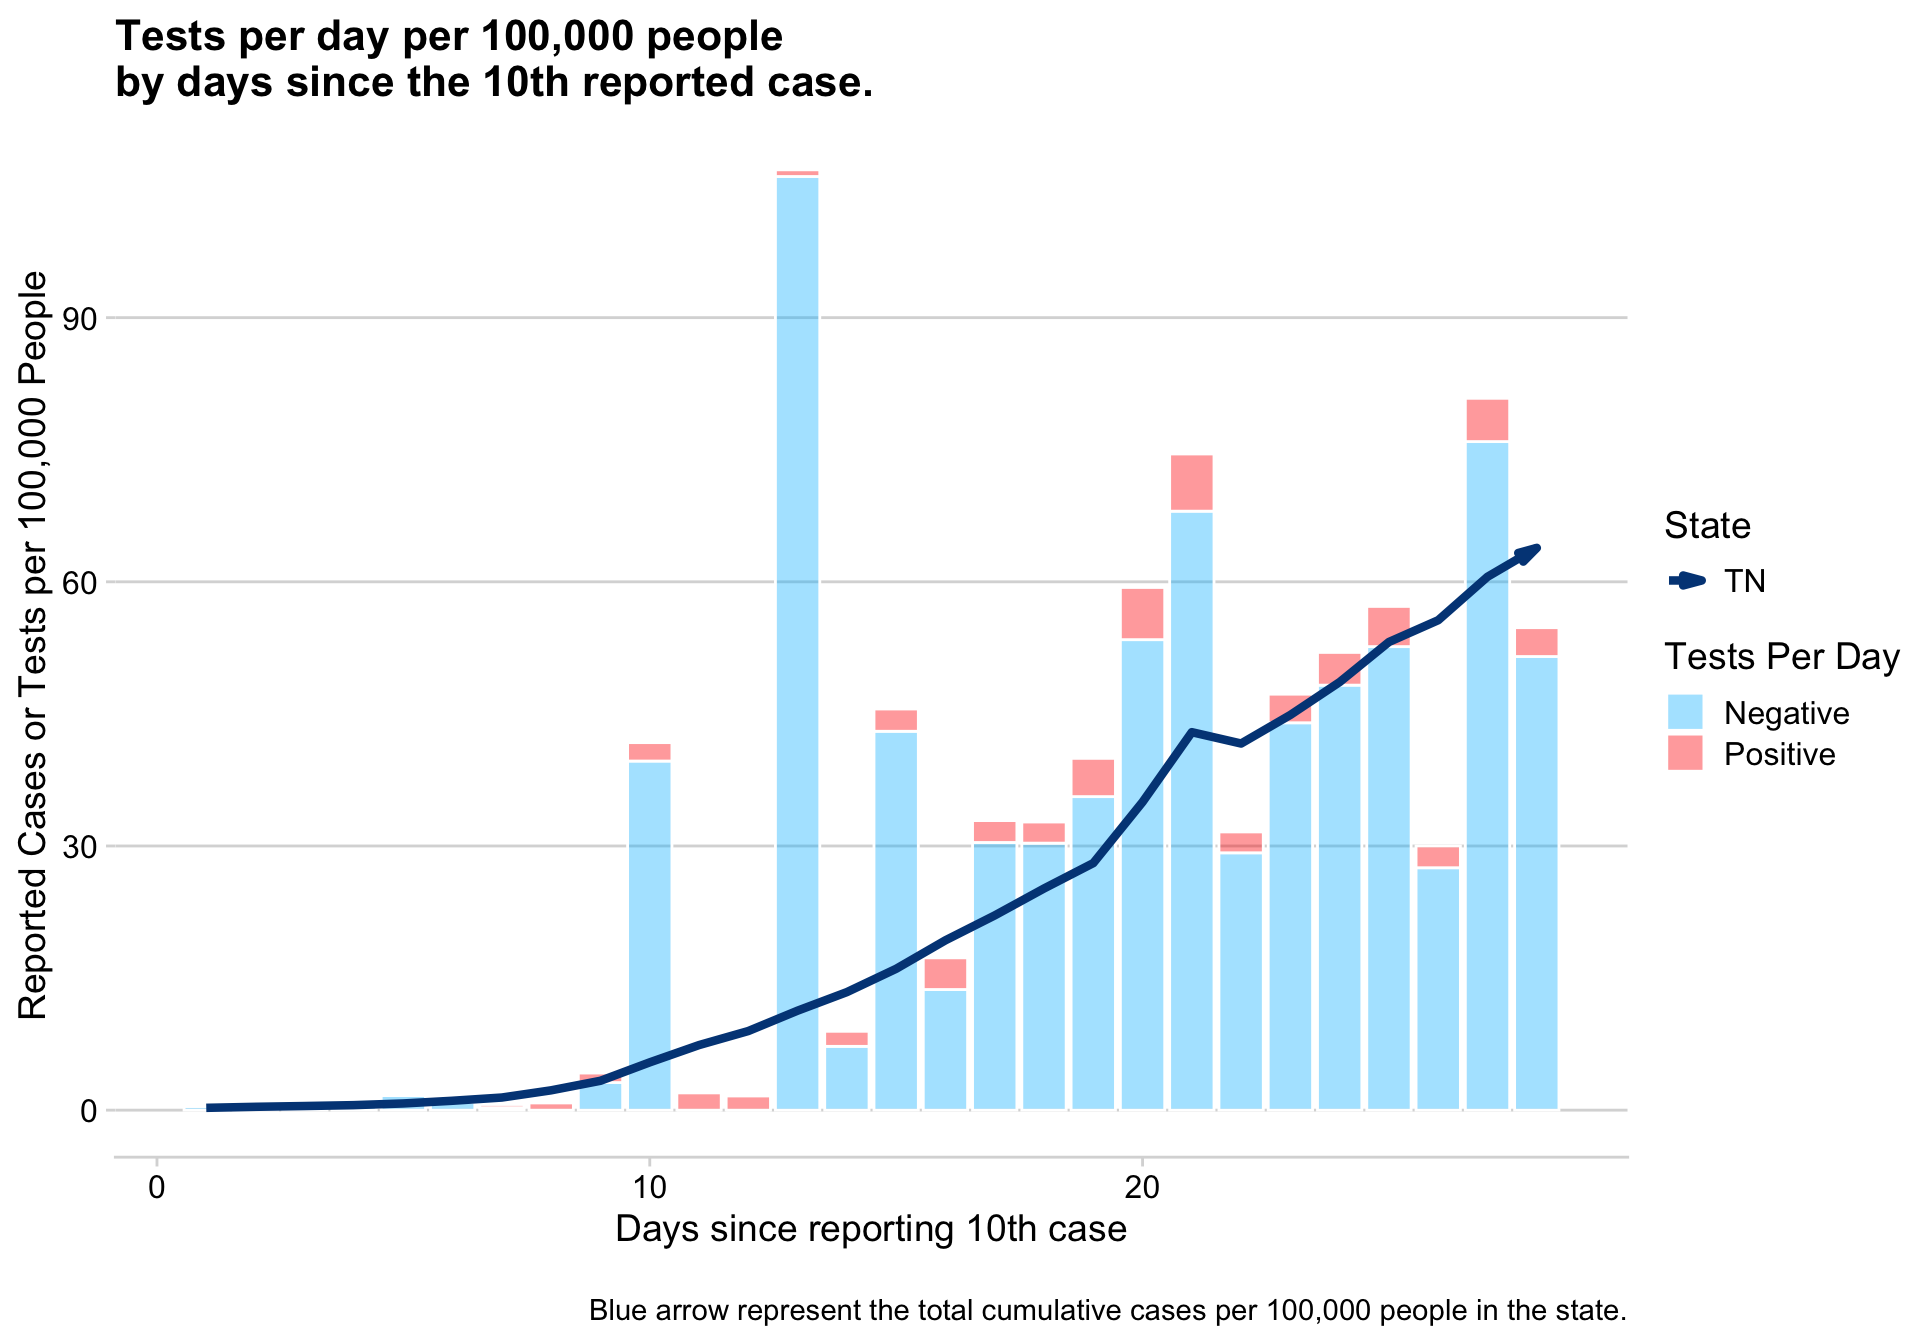 Tests per day per 100,000 people
by days since the 10th reported case.
Reported Cases or Tests per 100,000 People
90
60
30
0
0
10
20
Days since reporting 10th case
State
TN
Tests Per Day
Negative
Positive
Blue arrow represent the total cumulative cases per 100,000 people in the state.